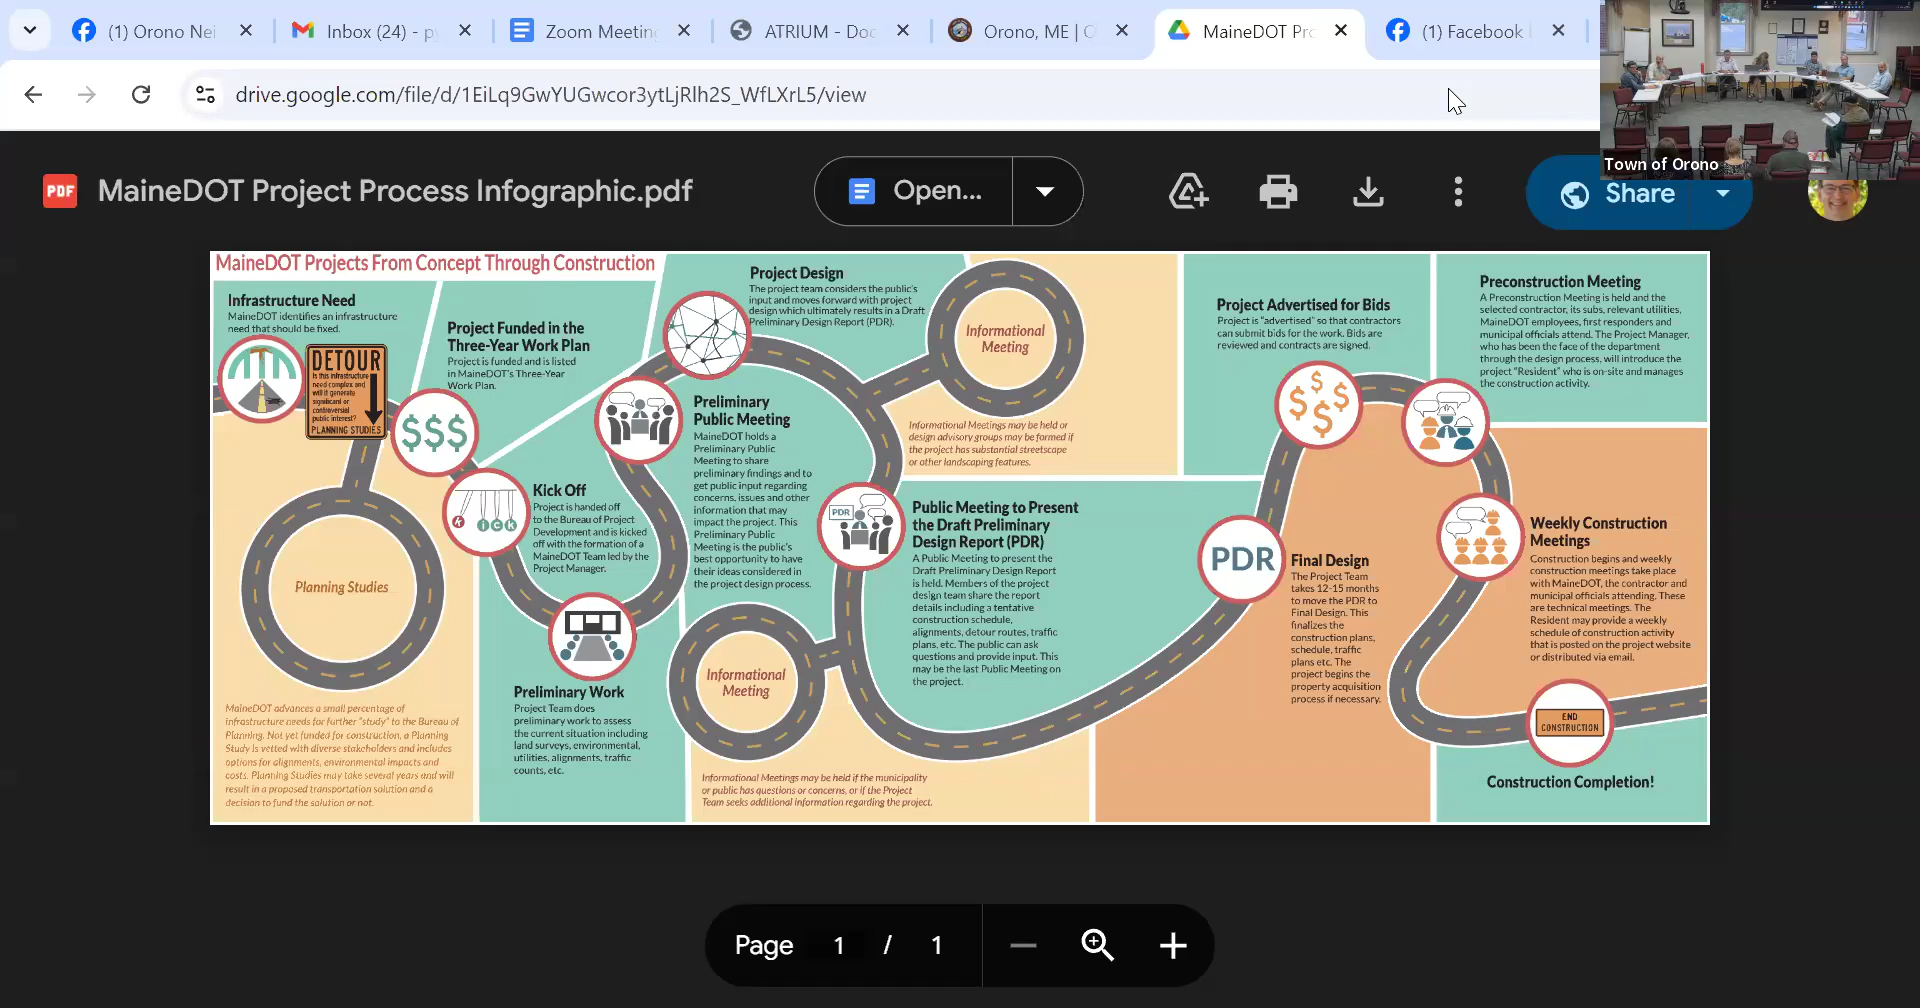 (1) Orono Nei
Inbox (24) - p
Zoom Meeting
ATRIUM - Doc
Orono, ME | O
MaineDOT Pro
(1) Facebook
drive.google.com/file/d/1EiLq9GwYUGwcor3ytLjRlh2S_WfLXrL5/view
Town of Orono
PDF
MaineDOT Project Process Infographic.pdf
Open...
Share
MaineDOT Projects From Concept Through Construction
Infrastructure Need
MaineDOT identifies an infrastructure
need that should be fixed.
DETOUR
Is this infrastructure
need complex and
will it generate
significant or
controversial
public interest?
PLANNING STUDIES
Planning Studies
MaineDOT advances a small percentage of
infrastructure needs for further "study" to the Bureau of
Planning. Not yet funded for construction, a Planning
Study is vetted with diverse stakeholders and includes
options for alignments, environmental impacts and
costs. Planning Studies may take several years and will
result in a proposed transportation solution and a
decision to fund the solution or not.
Project Funded in the
Three-Year Work Plan
Project is funded and is listed
in MaineDOT's Three-Year
Work Plan.
$$$
kick
Kick Off
Project is handed off
to the Bureau of Project
Development and is kicked
off with the formation of a
MaineDOT Team led by the
Project Manager.
Preliminary Work
Project Team does
preliminary work to assess
the current situation including
land surveys, environmental,
utilities, alignments, traffic
counts, etc.
Preliminary
Public Meeting
MaineDOT holds a
Preliminary Public
Meeting to share
preliminary findings and to
get public input regarding
concerns, issues and other
information that may
impact the project. This
Preliminary Public
Meeting is the public's
best opportunity to have
their ideas considered in
the project design process.
Project Design
The project team considers the public's
input and moves forward with project
design which ultimately results in a Draft
Preliminary Design Report (PDR).
Informational
Meeting
Informational Meetings may be held or
design advisory groups may be formed if
the project has substantial streetscape
or other landscaping features.
PDR
Public Meeting to Present
the Draft Preliminary
Design Report (PDR)
A Public Meeting to present the
Draft Preliminary Design Report
is held. Members of the project
design team share the report
details including a tentative
construction schedule,
alignments, detour routes, traffic
plans, etc. The public can ask
questions and provide input. This
may be the last Public Meeting on
the project.
Informational
Meeting
Informational Meetings may be held if the municipality
or public has questions or concerns, or if the Project
Team seeks additional information regarding the project.
PDR
Final Design
The Project Team
takes 12-15 months
to move the PDR to
Final Design. This
finalizes the
construction plans,
schedule, traffic
plans etc. The
project begins the
property acquisition
process if necessary.
Project Advertised for Bids
Project is "advertised" so that contractors
can submit bids for the work. Bids are
reviewed and contracts are signed.
$ $ $ $ $
Preconstruction Meeting
A Preconstruction Meeting is held and the
selected contractor, its subs, relevant utilities,
MaineDOT employees, first responders and
municipal officials attend. The Project Manager,
who has been the face of the department
through the design process, will introduce the
project "Resident" who is on-site and manages
the construction activity.
Weekly Construction
Meetings
Construction begins and weekly
construction meetings take place
with MaineDOT, the contractor and
municipal officials attending. These
are technical meetings. The
Resident may provide a weekly
schedule of construction activity
that is posted on the project website
or distributed via email.
END
CONSTRUCTION
Construction Completion!
Page 1 / 1